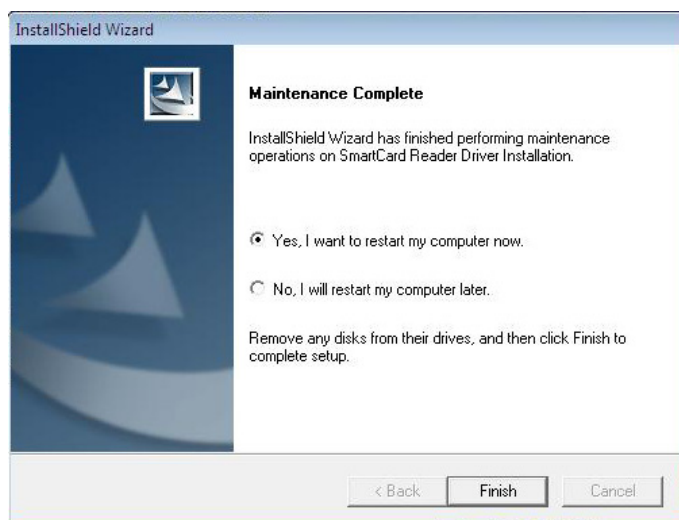 InstallShield Wizard
Maintenance Complete
InstallShield Wizard has finished performing maintenance
operations on SmartCard Reader Driver Installation.
Yes, I want to restart my computer now.
No, I will restart my computer later.
Remove any disks from their drives, and then click Finish to
complete setup.
< Back Finish Cancel